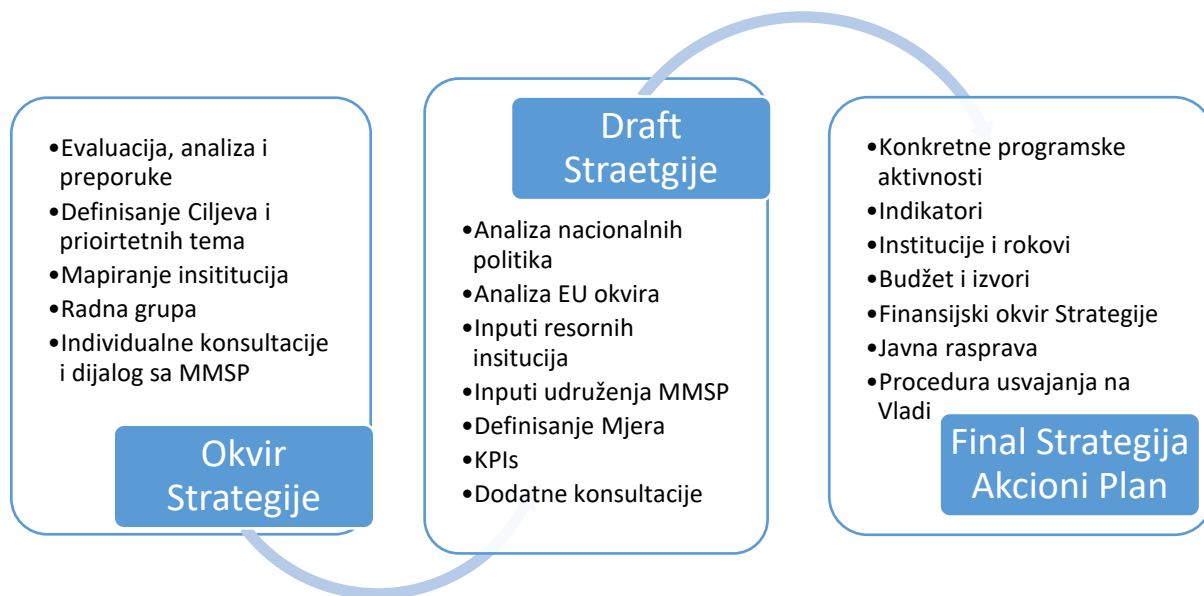 •Evaluacija, analiza i
preporuke
•Definisanje Ciljeva i
prioirtetnih tema
•Mapiranje insititucija
•Radna grupa
•Individualne konsultacije
i dijalog sa MMSP
Okvir
Strategije
Draft
Straetgije
•Analiza nacionalnih
politika
•Analiza EU okvira
•Inputi resornih
insitucija
•Inputi udruženja MMSP
•Definisanje Mjera
•KPIs
•Dodatne konsultacije
•Konkretne programske
aktivnosti
•Indikatori
•Institucije i rokovi
•Budžet i izvori
•Finansijski okvir Strategije
•Javna rasprava
•Procedura usvajanja na
Vladi
Final Strategija
Akcioni Plan